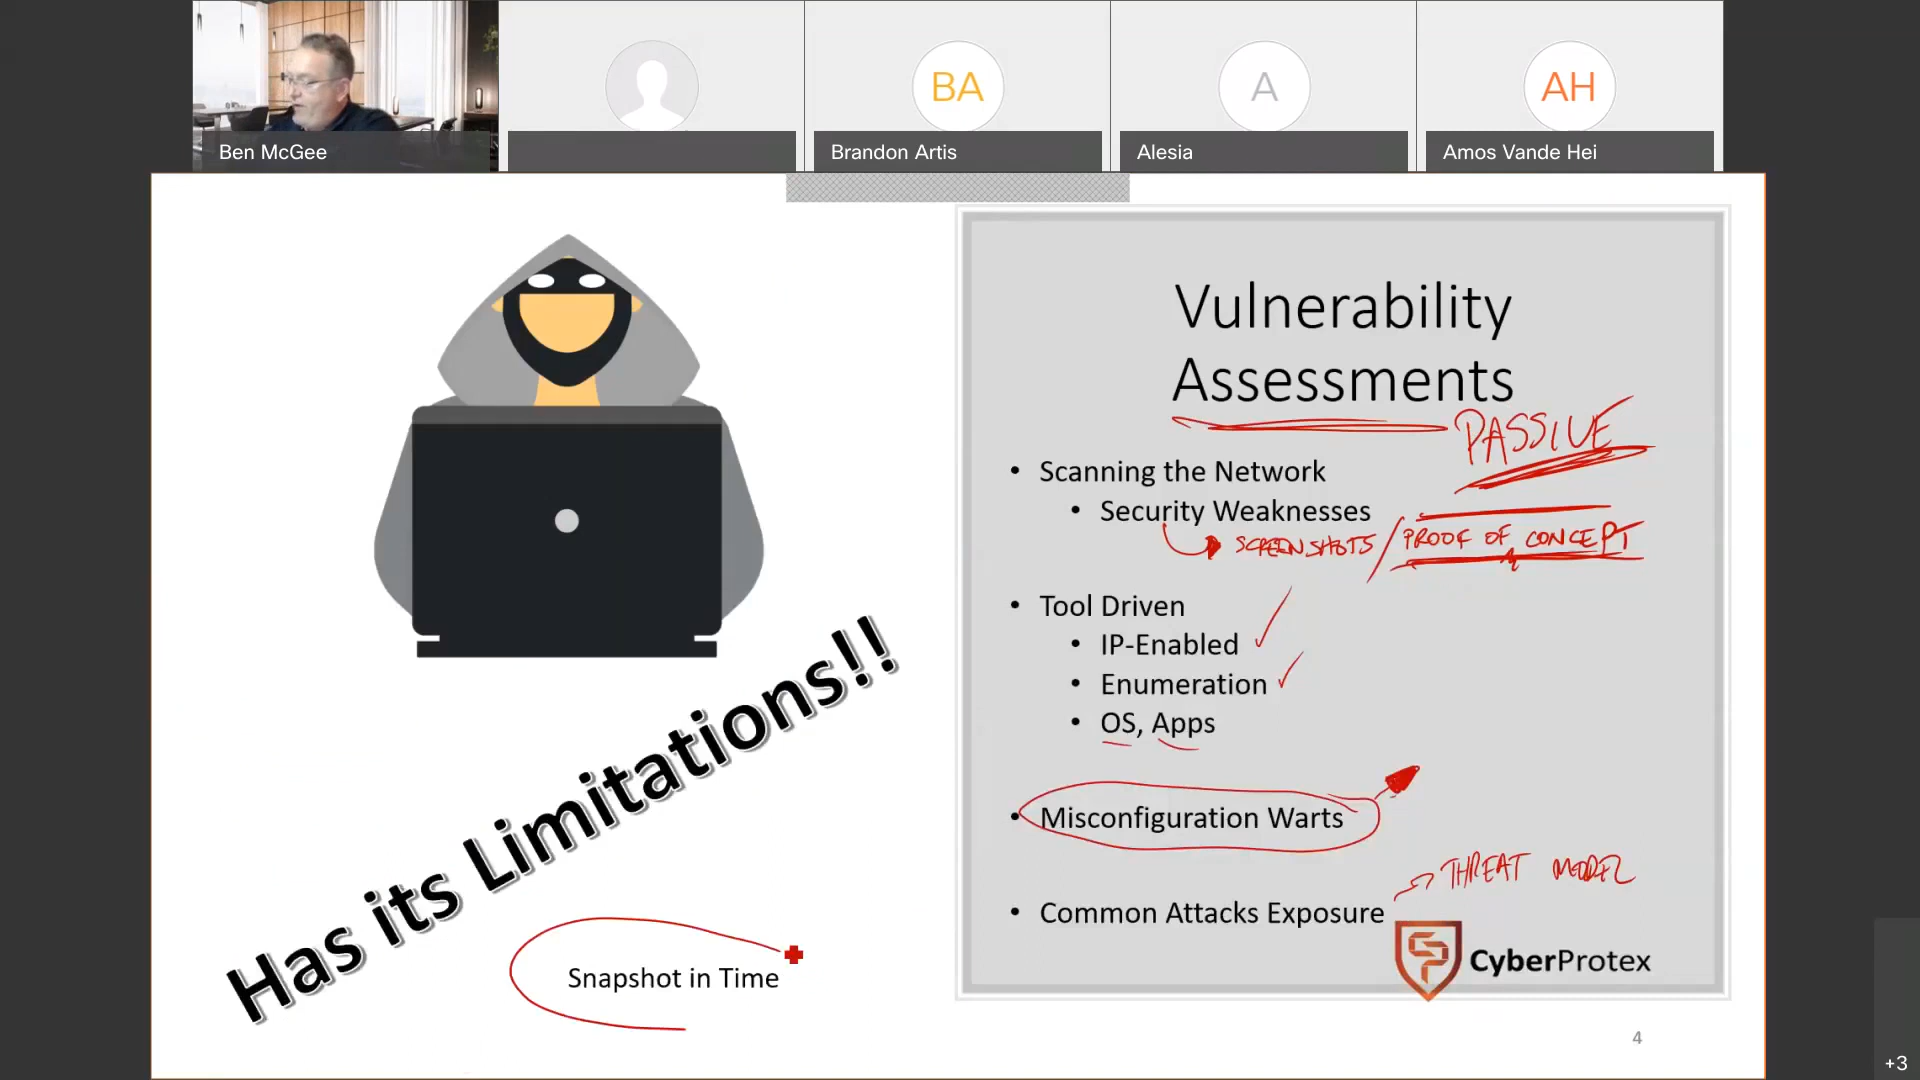 BA
A
AH
Ben McGee
Brandon Artis
Alesia
Amos Vande Hei
Vulnerability
Assessments
PASSIVE
• Scanning the Network
• Security Weaknesses
SCREENSHOTS / PROOF OF CONCEPT
• Tool Driven
• IP-Enabled
• Enumeration
• OS, Apps
• Misconfiguration Warts
THREAT MODEL
• Common Attacks Exposure
CyberProtex
Has its Limitations!!
Snapshot in Time
4
+3